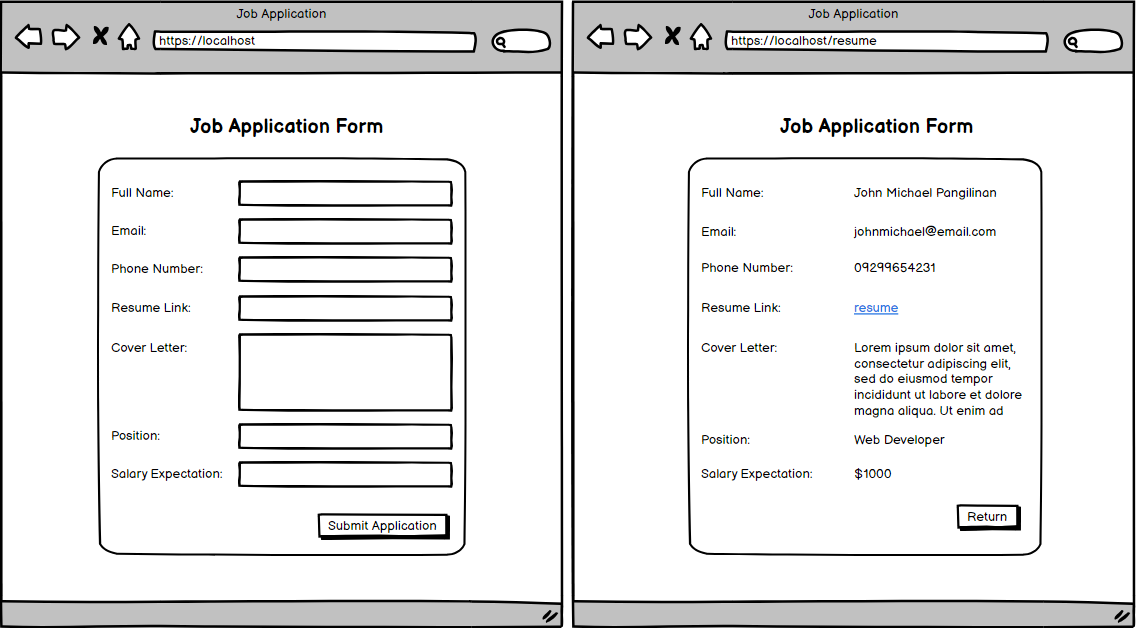 Job Application
https://localhost
Job Application Form
Full Name:
Email:
Phone Number:
Resume Link:
Cover Letter:
Position:
Salary Expectation:
Submit Application
Job Application
https://localhost/resume
Job Application Form
Full Name: John Michael Pangilinan
Email: johnmichael@email.com
Phone Number: 09299654231
Resume Link: resume
Cover Letter: Lorem ipsum dolor sit amet,
consectetur adipiscing elit,
sed do eiusmod tempor
incididunt ut labore et dolore
magna aliqua. Ut enim ad
Position: Web Developer
Salary Expectation: $1000
Return